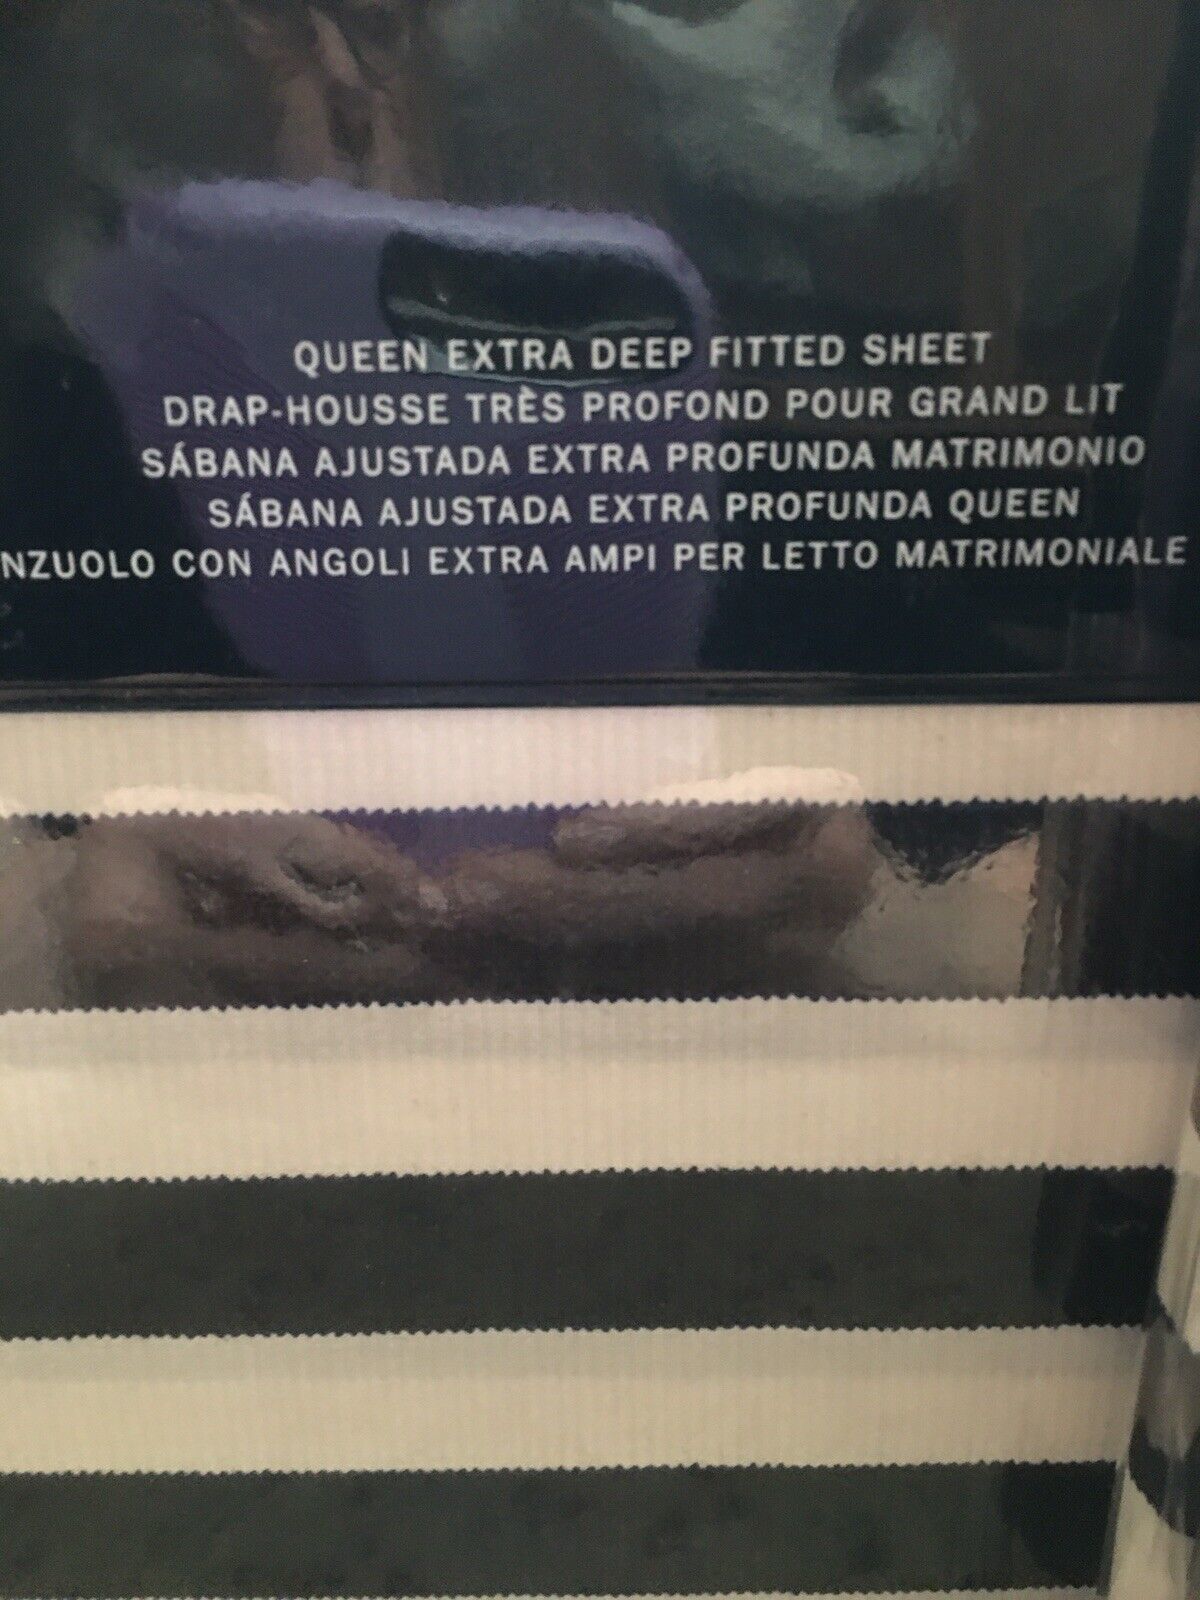 QUEEN EXTRA DEEP FITTED SHEET
DRAP-HOUSSE TRÈS PROFOND POUR GRAND LIT
SÁBANA AJUSTADA EXTRA PROFUNDA MATRIMONIO
SÁBANA AJUSTADA EXTRA PROFUNDA QUEEN
NZUOLO CON ANGOLI EXTRA AMPI PER LETTO MATRIMONIALE